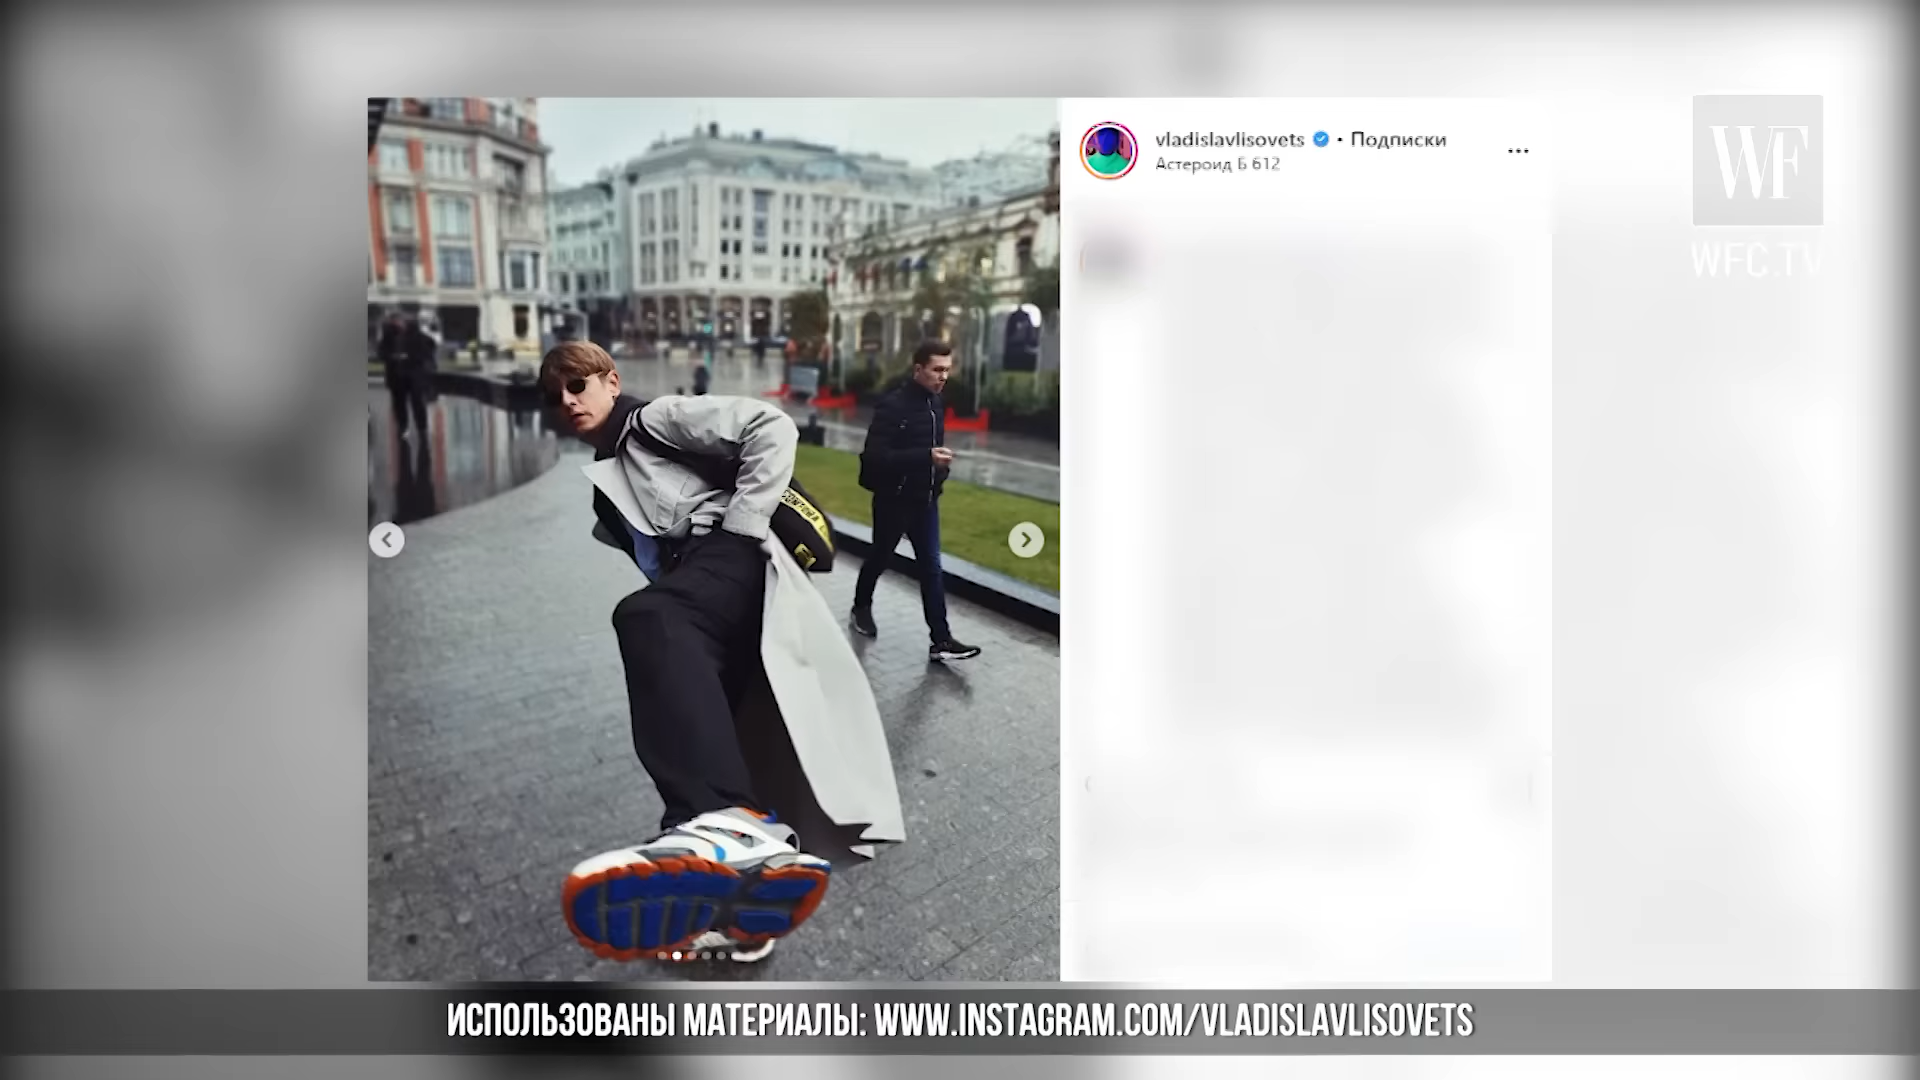 vladislavlisovets • Подписки
Астероид Б 612
WF
WFC.TV
ИСПОЛЬЗОВАНЫ МАТЕРИАЛЫ: WWW.INSTAGRAM.COM/VLADISLAVLISOVETS